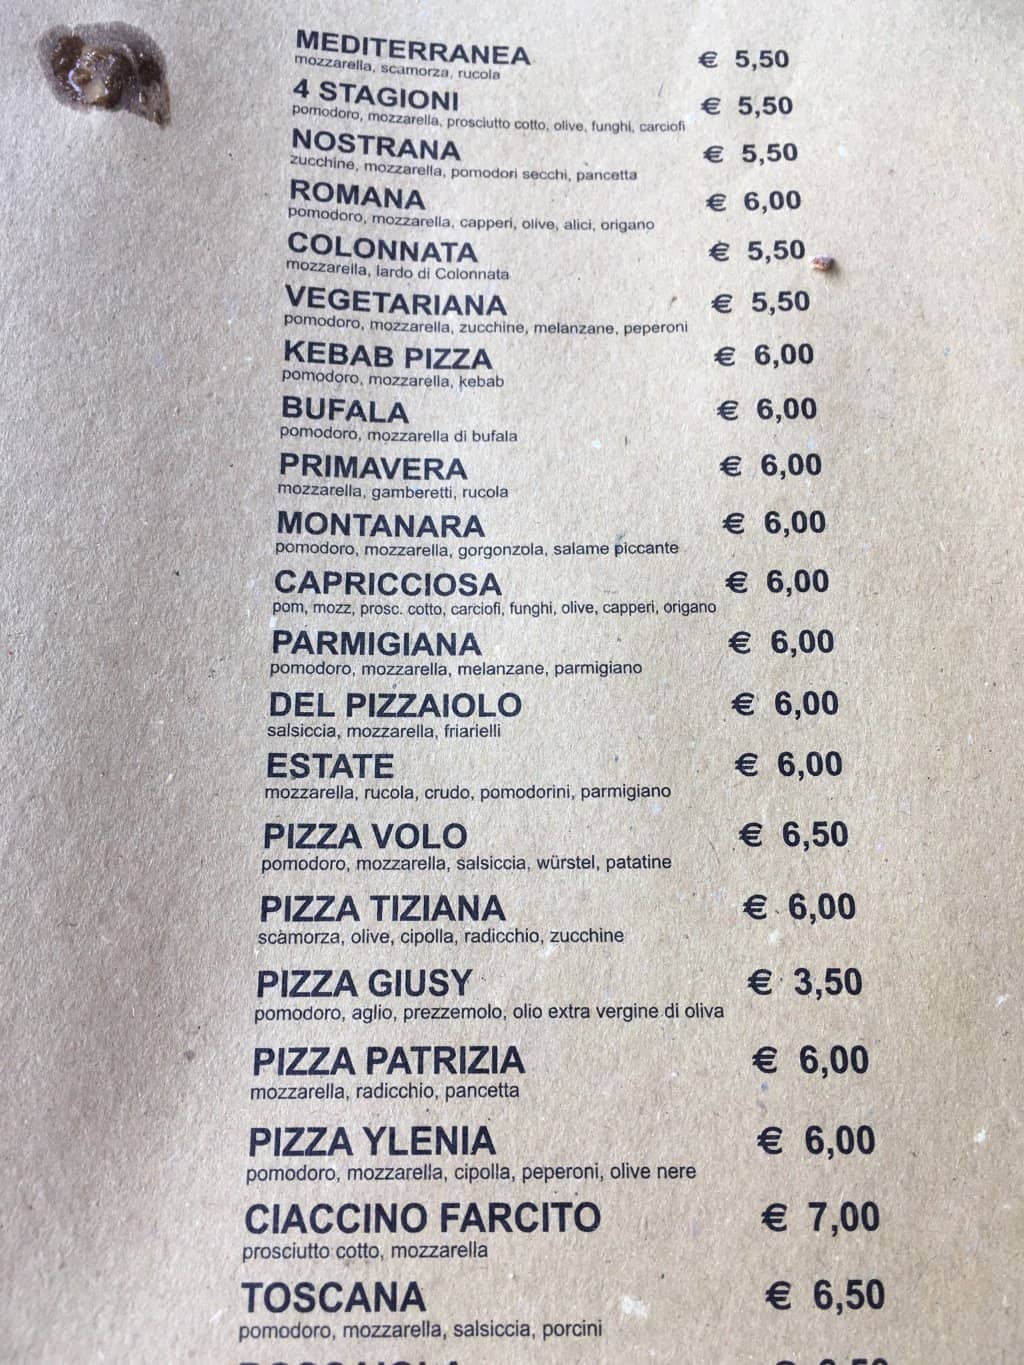 MEDITERRANEA € 5,50
mozzarella, scamorza, rucola
4 STAGIONI € 5,50
pomodoro, mozzarella, prosciutto cotto, olive, funghi, carciofi
NOSTRANA € 5,50
zucchine, mozzarella, pomodori secchi, pancetta
ROMANA € 6,00
pomodoro, mozzarella, capperi, olive, alici, origano
COLONNATA € 5,50
mozzarella, lardo di Colonnata
VEGETARIANA € 5,50
pomodoro, mozzarella, zucchine, melanzane, peperoni
KEBAB PIZZA € 6,00
pomodoro, mozzarella, kebab
BUFALA € 6,00
pomodoro, mozzarella di bufala
PRIMAVERA € 6,00
mozzarella, gamberetti, rucola
MONTANARA € 6,00
pomodoro, mozzarella, gorgonzola, salame piccante
CAPRICCIOSA € 6,00
pom, mozz, prosc. cotto, carciofi, funghi, olive, capperi, origano
PARMIGIANA € 6,00
pomodoro, mozzarella, melanzane, parmigiano
DEL PIZZAIOLO € 6,00
salsiccia, mozzarella, friarielli
ESTATE € 6,00
mozzarella, rucola, crudo, pomodorini, parmigiano
PIZZA VOLO € 6,50
pomodoro, mozzarella, salsiccia, würstel, patatine
PIZZA TIZIANA € 6,00
scamorza, olive, cipolla, radicchio, zucchine
PIZZA GIUSY € 3,50
pomodoro, aglio, prezzemolo, olio extra vergine di oliva
PIZZA PATRIZIA € 6,00
mozzarella, radicchio, pancetta
PIZZA YLENIA € 6,00
pomodoro, mozzarella, cipolla, peperoni, olive nere
CIACCINO FARCITO € 7,00
prosciutto cotto, mozzarella
TOSCANA € 6,50
pomodoro, mozzarella, salsiccia, porcini